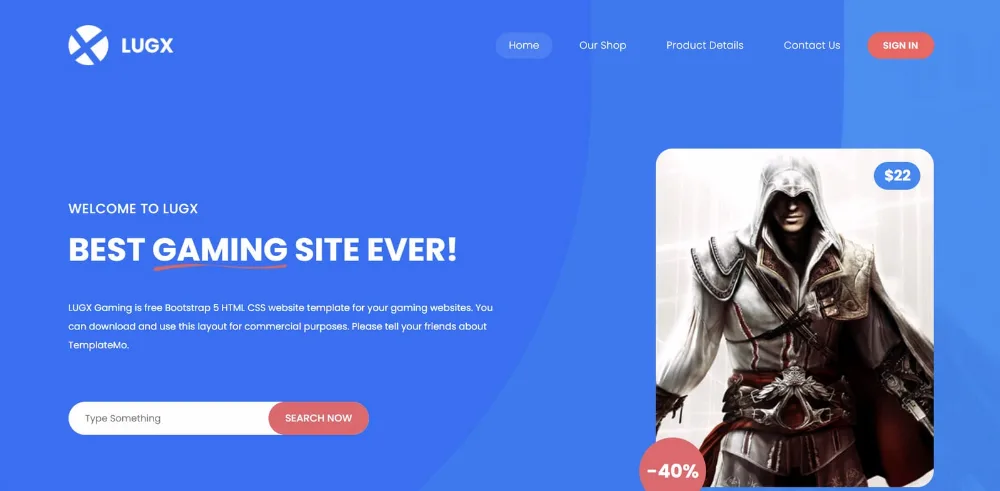 LUGX
Home
Our Shop
Product Details
Contact Us
SIGN IN
$22
WELCOME TO LUGX
BEST GAMING SITE EVER!
LUGX Gaming is free Bootstrap 5 HTML CSS website template for your gaming websites. You
can download and use this layout for commercial purposes. Please tell your friends about
TemplateMo.
Type Something
SEARCH NOW
-40%